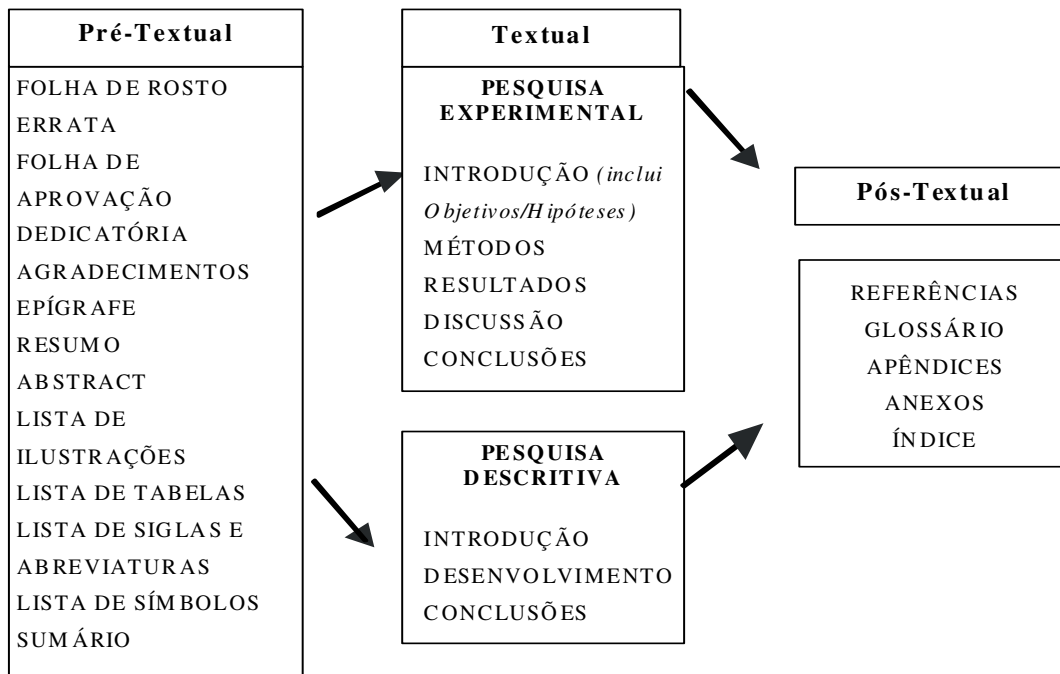 Pré-Textual
FOLHA DE ROSTO
ERRATA
FOLHA DE
APROVAÇÃO
DEDICATÓRIA
AGRADECIMENTOS
EPÍGRAFE
RESUMO
ABSTRACT
LISTA DE
ILUSTRAÇÕES
LISTA DE TABELAS
LISTA DE SIGLAS E
ABREVIATURAS
LISTA DE SÍMBOLOS
SUMÁRIO
Textual
PESQUISA
EXPERIMENTAL
INTRODUÇÃO (inclui
Objetivos/Hipóteses)
MÉTODOS
RESULTADOS
DISCUSSÃO
CONCLUSÕES
PESQUISA
DESCRITIVA
INTRODUÇÃO
DESENVOLVIMENTO
CONCLUSÕES
Pós-Textual
REFERÊNCIAS
GLOSSÁRIO
APÊNDICES
ANEXOS
ÍNDICE